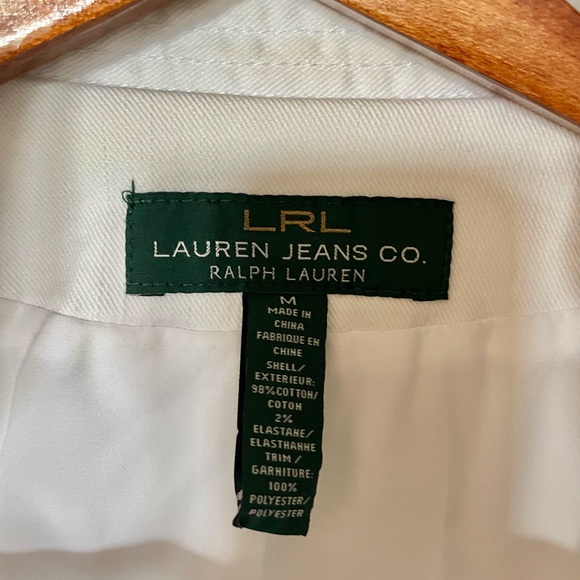 LRL
LAUREN JEANS CO.
RALPH LAUREN
M
MADE IN
CHINA
FABRIQUE EN
CHINE
SHELL/
EXTERIEUR:
98% COTTON/
COTON
2%
ELASTANE/
ELASTHANNE
TRIM /
GARNITURE:
100%
POLYESTER/
POLYESTER